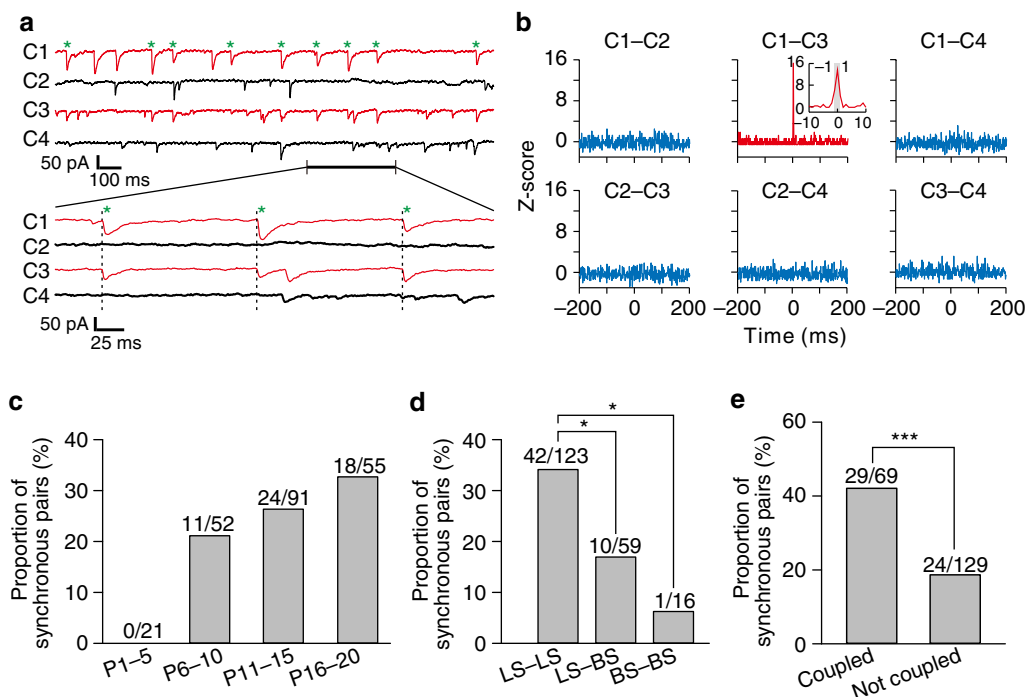 a
* * * * * * * * *
C1
C2
C3
C4
50 pA
100 ms
* * *
C1
C2
C3
C4
50 pA
25 ms
b
C1–C2 C1–C3 C1–C4
16
8
0
16
8
0
–1 1
–10 0 10
C2–C3 C2–C4 C3–C4
16
8
0
Z-score
–200 0 200 –200 0 200 –200 0 200
Time (ms)
c
Proportion of
synchronous pairs (%)
40
30
20
10
0
0/21 11/52 24/91 18/55
P1–5 P6–10 P11–15 P16–20
d
Proportion of
synchronous pairs (%)
40
30
20
10
0
*
*
42/123 10/59 1/16
LS–LS LS–BS BS–BS
e
Proportion of
synchronous pairs (%)
60
40
20
0
***
29/69 24/129
Coupled Not coupled